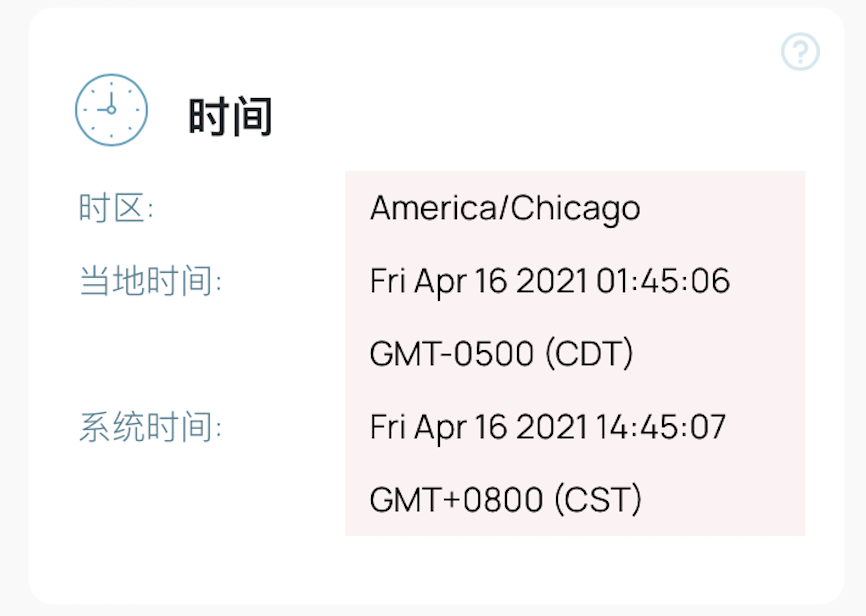 时间
时区: America/Chicago
当地时间: Fri Apr 16 2021 01:45:06
GMT-0500 (CDT)
系统时间: Fri Apr 16 2021 14:45:07
GMT+0800 (CST)